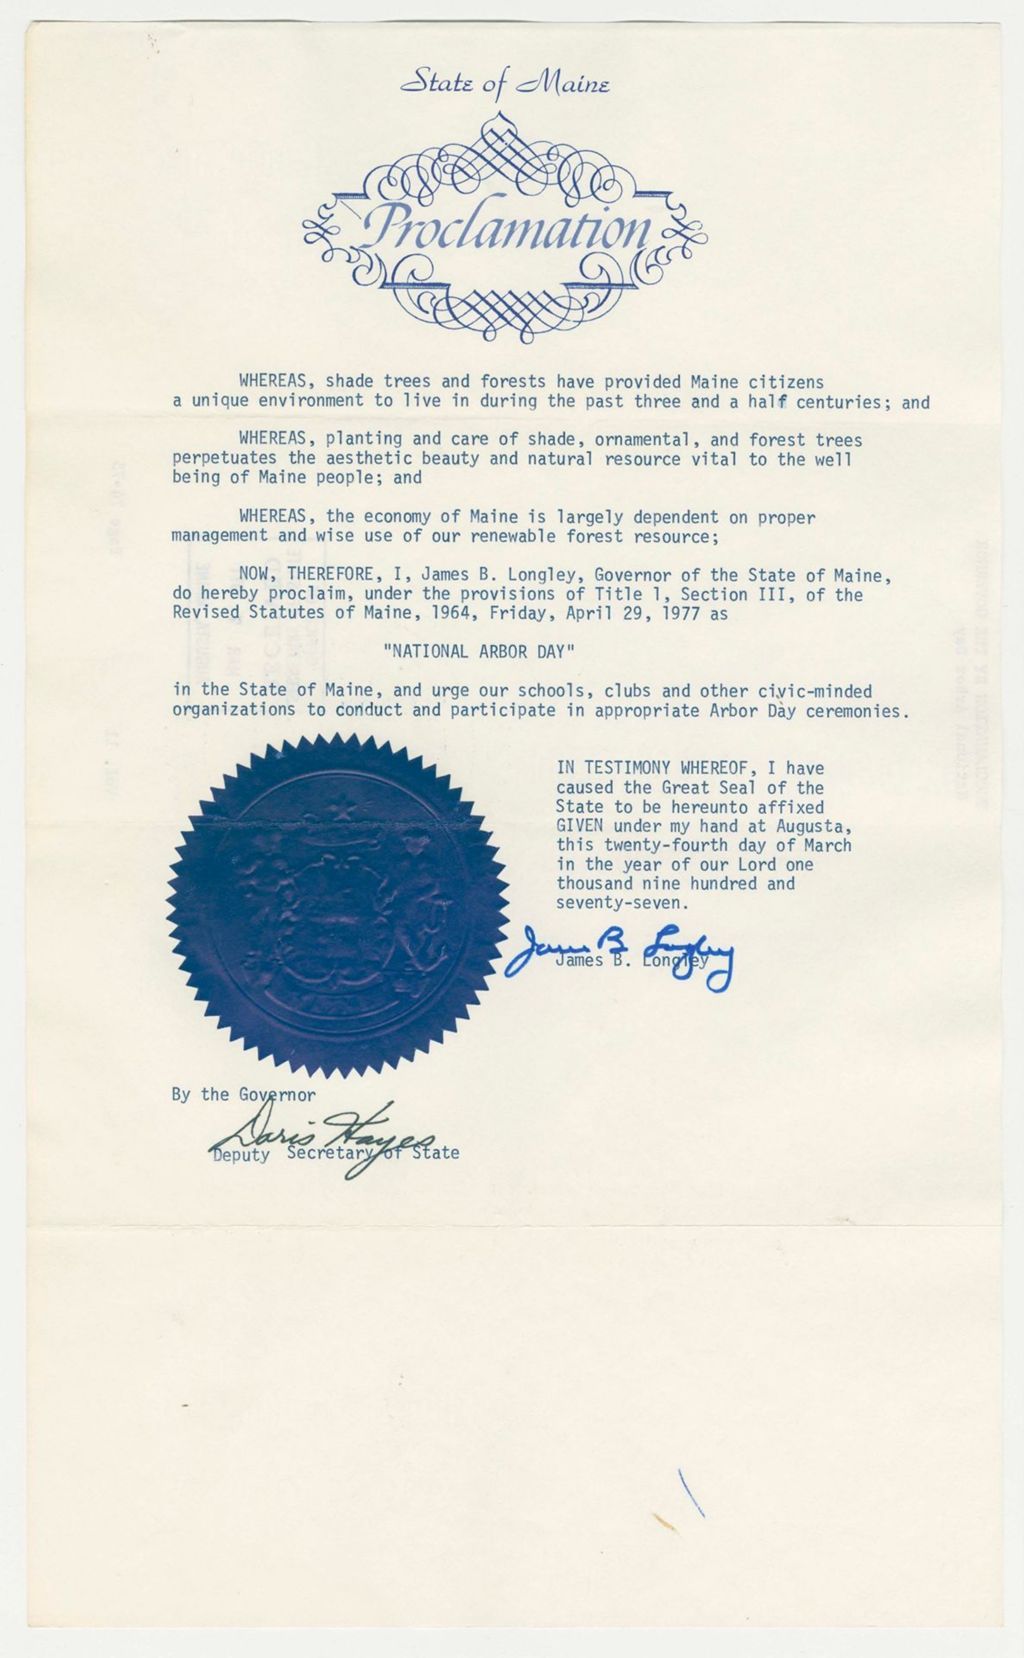 State of Maine
Proclamation
WHEREAS, shade trees and forests have provided Maine citizens
a unique environment to live in during the past three and a half centuries; and
WHEREAS, planting and care of shade, ornamental, and forest trees
perpetuates the aesthetic beauty and natural resource vital to the well
being of Maine people; and
WHEREAS, the economy of Maine is largely dependent on proper
management and wise use of our renewable forest resource;
NOW, THEREFORE, I, James B. Longley, Governor of the State of Maine,
do hereby proclaim, under the provisions of Title 1, Section III, of the
Revised Statutes of Maine, 1964, Friday, April 29, 1977 as
"NATIONAL ARBOR DAY"
in the State of Maine, and urge our schools, clubs and other civic-minded
organizations to conduct and participate in appropriate Arbor Day ceremonies.
IN TESTIMONY WHEREOF, I have
caused the Great Seal of the
State to be hereunto affixed
GIVEN under my hand at Augusta,
this twenty-fourth day of March
in the year of our Lord one
thousand nine hundred and
seventy-seven.
James B. Longley
James B. Longley
By the Governor
Doris Hayes
Deputy Secretary of State